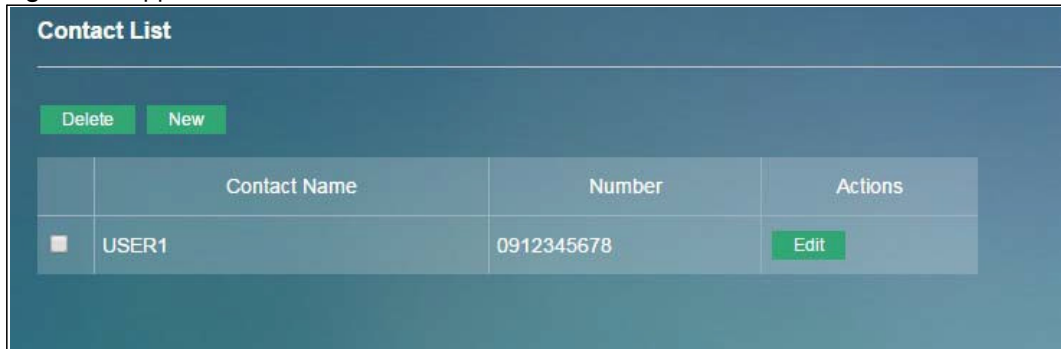 Contact List
Delete New
Contact Name Number Actions
USER1 0912345678 Edit